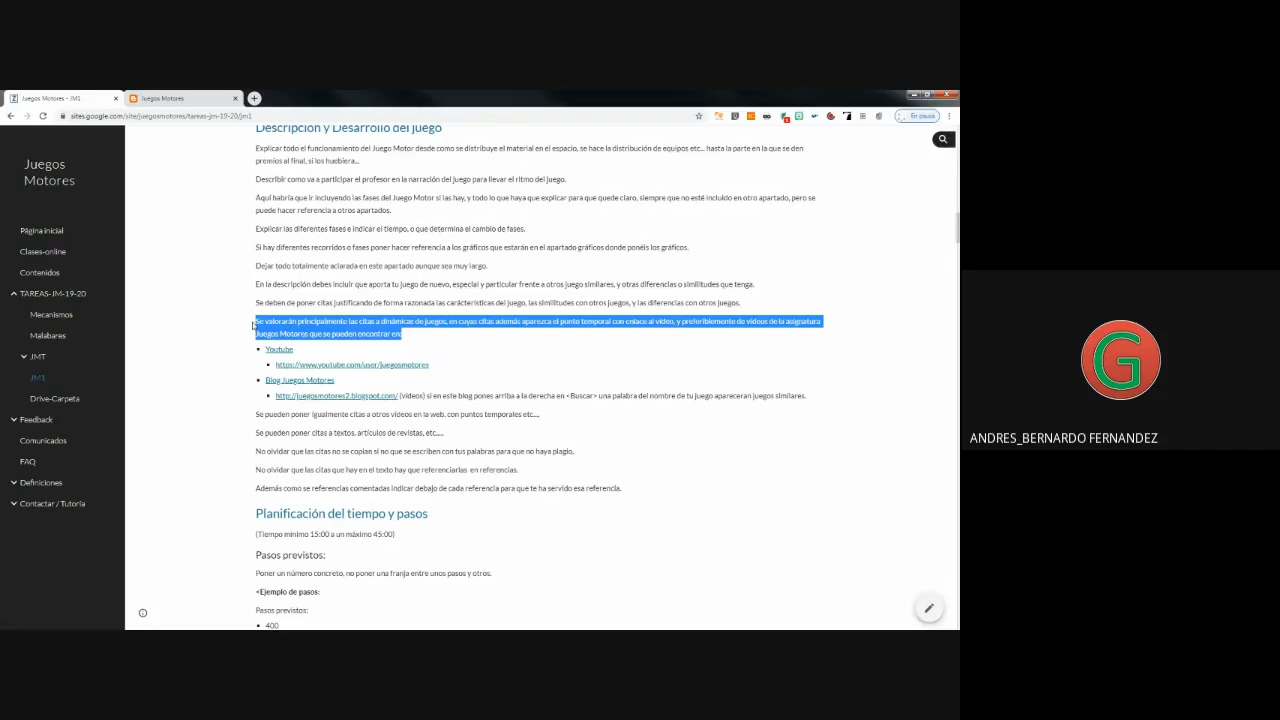 Juegos Motores - JM1
Juegos Motores
sites.google.com/site/juegosmotores/tareas-jm-19-20/jm1
En pausa
Juegos
Motores
Página inicial
Clases-online
Contenidos
TAREAS-JM-19-20
Mecanismos
Malabares
JMT
JM1
Drive-Carpeta
Feedback
Comunicados
FAQ
Definiciones
Contactar / Tutoría
Descripción y Desarrollo del juego
Explicar todo el funcionamiento del Juego Motor desde como se distribuye el material en el espacio, se hace la distribución de equipos etc... hasta la parte en la que se den
premios al final, si los huebiera...
Describir como va a participar el profesor en la narración del juego para llevar el ritmo del juego.
Aquí habría que ir incluyendo las fases del Juego Motor si las hay, y todo lo que haya que explicar para que quede claro, siempre que no esté incluido en otro apartado, pero se
puede hacer referencia a otros apartados.
Explicar las diferentes fases e indicar el tiempo, o que determina el cambio de fases.
Si hay diferentes recorridos o fases poner hacer referencia a los gráficos que estarán en el apartado gráficos donde ponéis los gráficos.
Dejar todo totalmente aclarada en este apartado aunque sea muy largo.
En la descripción debes incluir que aporta tu juego de nuevo, especial y particular frente a otros juego similares, y otras diferencias o similitudes que tenga.
Se deben de poner citas justificando de forma razonada las carácterísticas del juego, las similitudes con otros juegos, y las diferencias con otros juegos.
Se valorarán principalmente las citas a dinámicas de juegos, en cuyas citas además aparezca el punto temporal con enlace al vídeo, y preferiblemente de vídeos de la asignatura
Juegos Motores que se pueden encontrar en:
Youtube
https://www.youtube.com/user/juegosmotores
Blog Juegos Motores
http://juegosmotores2.blogspot.com/ (vídeos) si en este blog pones arriba a la derecha en <Buscar> una palabra del nombre de tu juego apareceran juegos similares.
Se pueden poner igualmente citas a otros vídeos en la web, con puntos temporales etc....
Se pueden poner citas a textos. artículos de revistas, etc....
No olvidar que las citas no se copian si no que se escriben con tus palabras para que no haya plagio.
No olvidar que las citas que hay en el texto hay que referenciarlas en referencias.
Además como se referencias comentadas indicar debajo de cada referencia para que te ha servido esa referencia.
Planificación del tiempo y pasos
(Tiempo mínimo 15:00 a un máximo 45:00)
Pasos previstos:
Poner un número concreto, no poner una franja entre unos pasos y otros.
<Ejemplo de pasos:
Pasos previstos:
400
G
ANDRES_BERNARDO FERNANDEZ